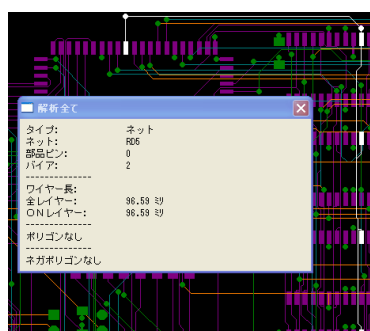 解析全て
タイプ: ネット
ネット: RD5
部品ピン: 0
バイア: 2
--------------
ワイヤー長:
全レイヤー: 96.59 ミリ
ONレイヤー: 96.59 ミリ
--------------
ポリゴンなし
--------------
ネガポリゴンなし